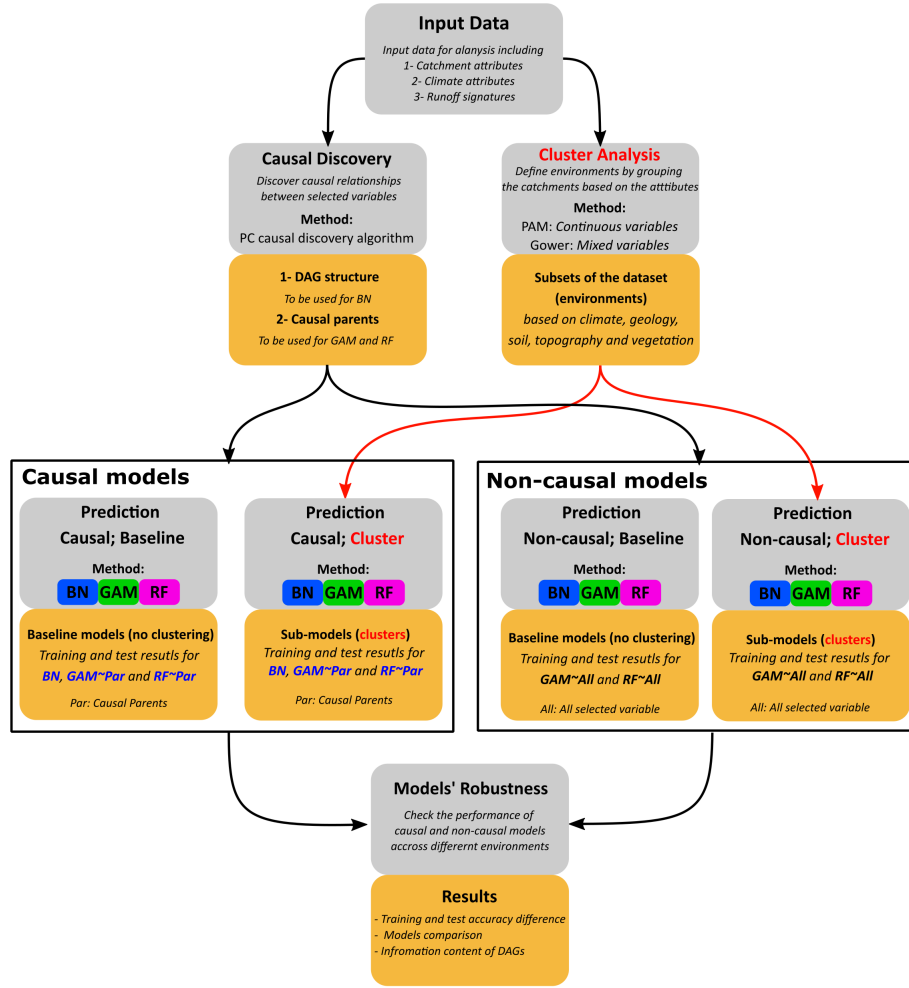 Input Data
Input data for alanysis including
1- Catchment attributes
2- Climate attributes
3- Runoff signatures
Causal Discovery
Discover causal relationships
between selected variables
Method:
PC causal discovery algorithm
1- DAG structure
To be used for BN
2- Causal parents
To be used for GAM and RF
Cluster Analysis
Define environments by grouping
the catchments based on the attibutes
Method:
PAM: Continuous variables
Gower: Mixed variables
Subsets of the dataset
(environments)
based on climate, geology,
soil, topography and vegetation
Causal models
Prediction
Causal; Baseline
Method:
BN GAM RF
Baseline models (no clustering)
Training and test resutls for
BN, GAM~Par and RF~Par
Par: Causal Parents
Prediction
Causal; Cluster
Method:
BN GAM RF
Sub-models (clusters)
Training and test resutls for
BN, GAM~Par and RF~Par
Par: Causal Parents
Non-causal models
Prediction
Non-causal; Baseline
Method:
BN GAM RF
Baseline models (no clustering)
Training and test resutls for
GAM~All and RF~All
All: All selected variable
Prediction
Non-causal; Cluster
Method:
BN GAM RF
Sub-models (clusters)
Training and test resutls for
GAM~All and RF~All
All: All selected variable
Models' Robustness
Check the performance of
causal and non-causal models
accross differernt environments
Results
- Training and test accuracy difference
- Models comparison
- Infromation content of DAGs